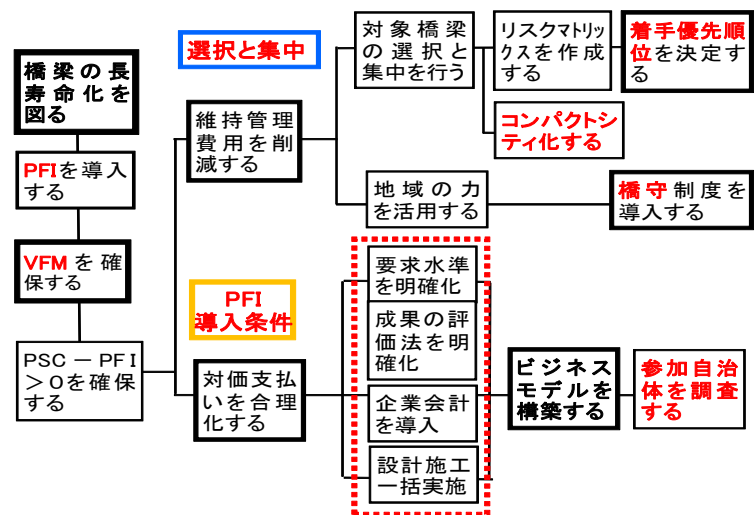 橋梁の長
寿命化を
図る
PFIを導入
する
VFMを確
保する
PSC－PFI
＞0を確保
する
選択と集中
維持管理
費用を削
減する
対象橋梁
の選択と
集中を行う
リスクマトリッ
クスを作成
する
着手優先順
位を決定す
る
コンパクトシ
ティ化する
地域の力
を活用する
橋守制度を
導入する
PFI
導入条件
対価支払
いを合理
化する
要求水準
を明確化
成果の評
価法を明
確化
企業会計
を導入
設計施工
一括実施
ビジネス
モデルを
構築する
参加自治
体を調査
する